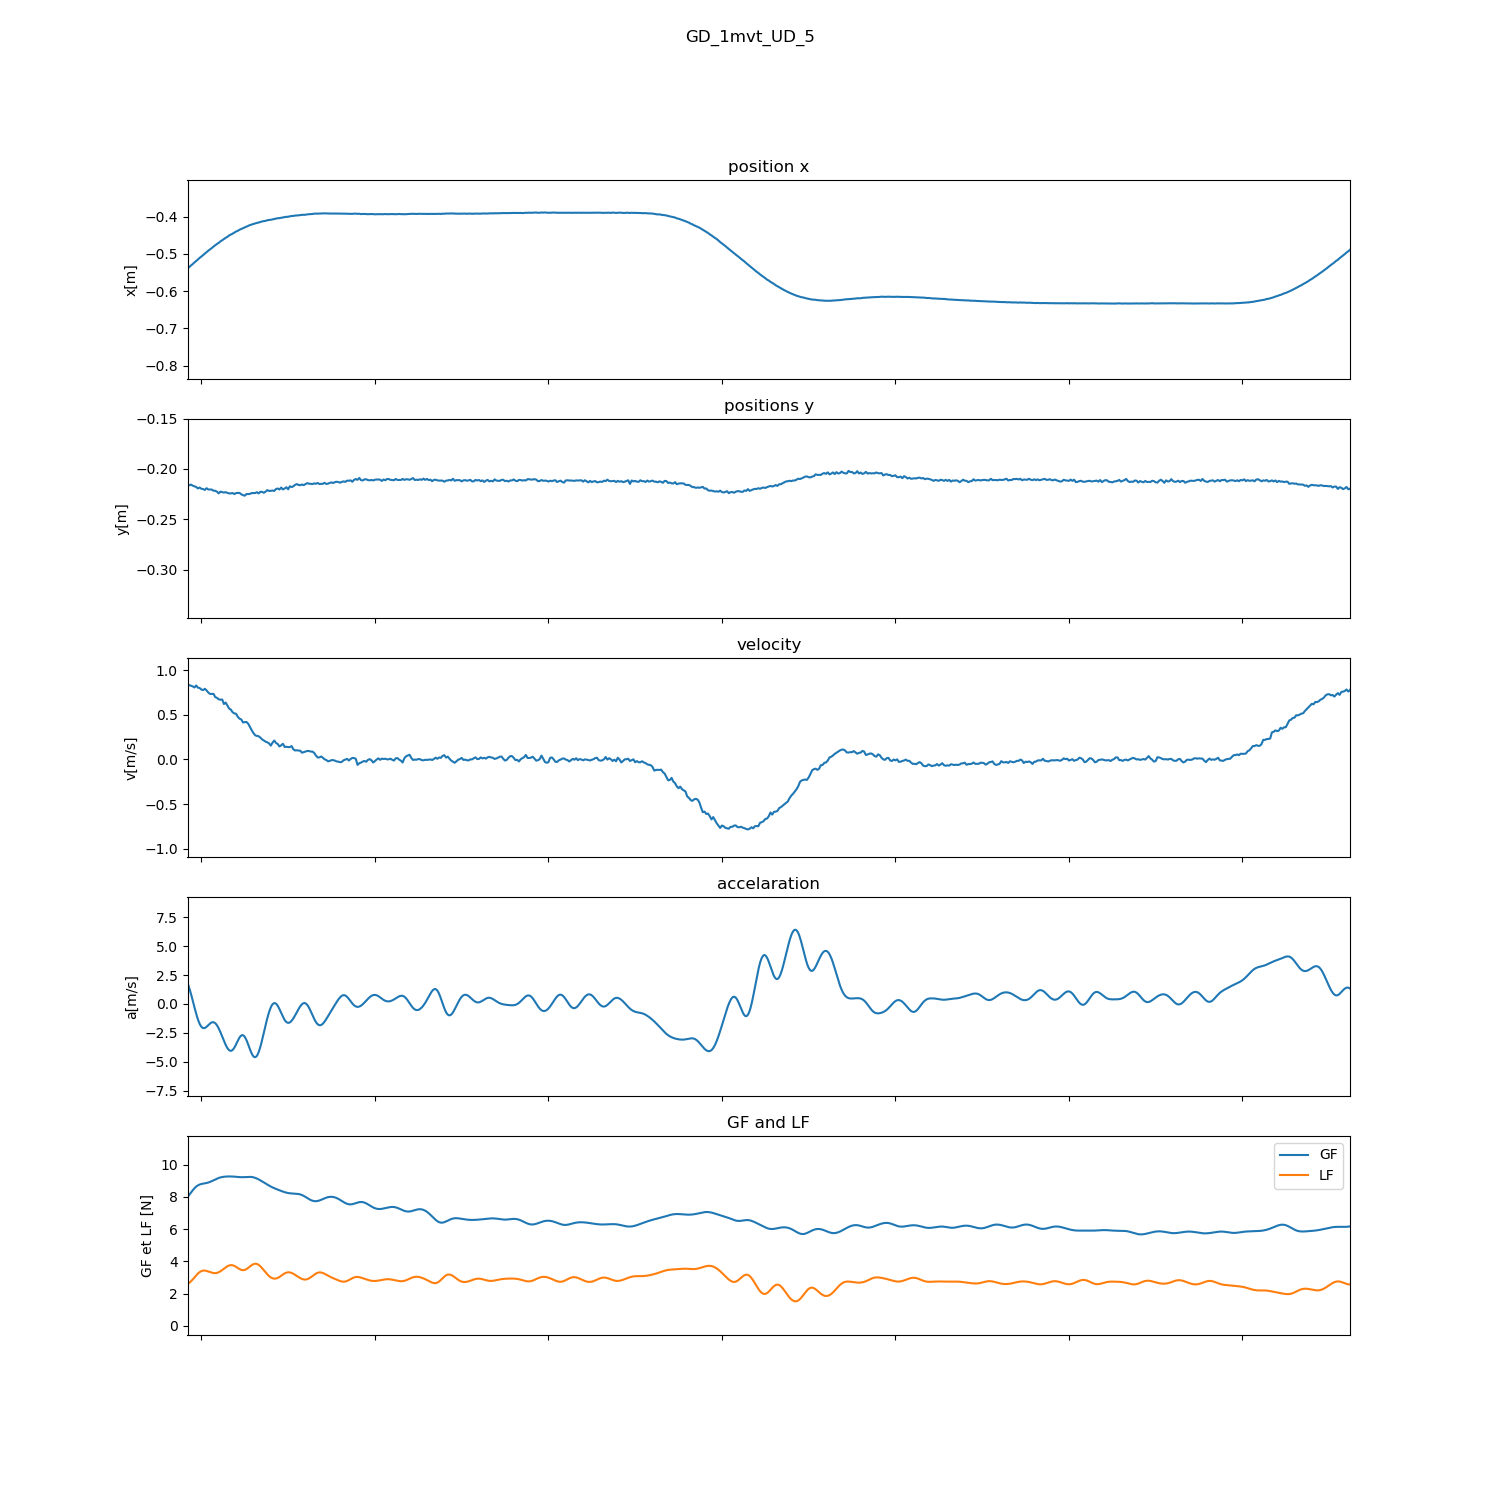 GD_1mvt_UD_5
position x
−0.4
−0.5
−0.6
−0.7
−0.8
x[m]
positions y
−0.15
−0.20
−0.25
−0.30
y[m]
velocity
1.0
0.5
0.0
−0.5
−1.0
v[m/s]
accelaration
7.5
5.0
2.5
0.0
−2.5
−5.0
−7.5
a[m/s]
GF and LF
10
8
6
4
2
0
GF et LF [N]
GF
LF